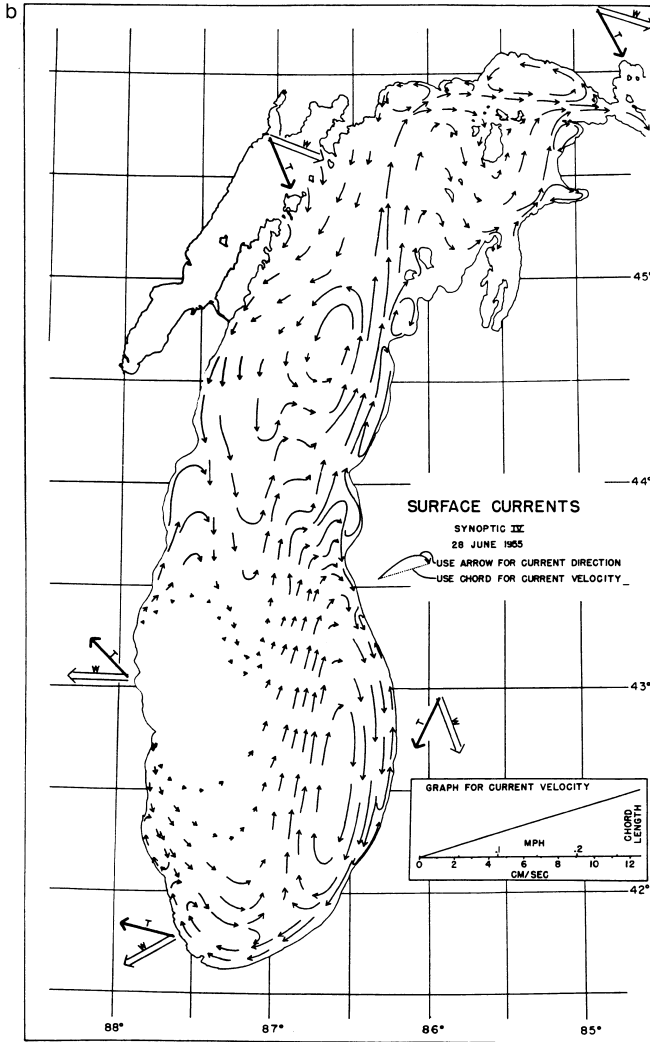 b
W
T
W
T
45°
44°
SURFACE CURRENTS
SYNOPTIC IV
28 JUNE 1955
USE ARROW FOR CURRENT DIRECTION
USE CHORD FOR CURRENT VELOCITY
T
W
43°
T
W
GRAPH FOR CURRENT VELOCITY
CHORD LENGTH
MPH
.1 .2
0 2 4 6 8 10 12
CM/SEC
42°
T
W
88° 87° 86° 85°